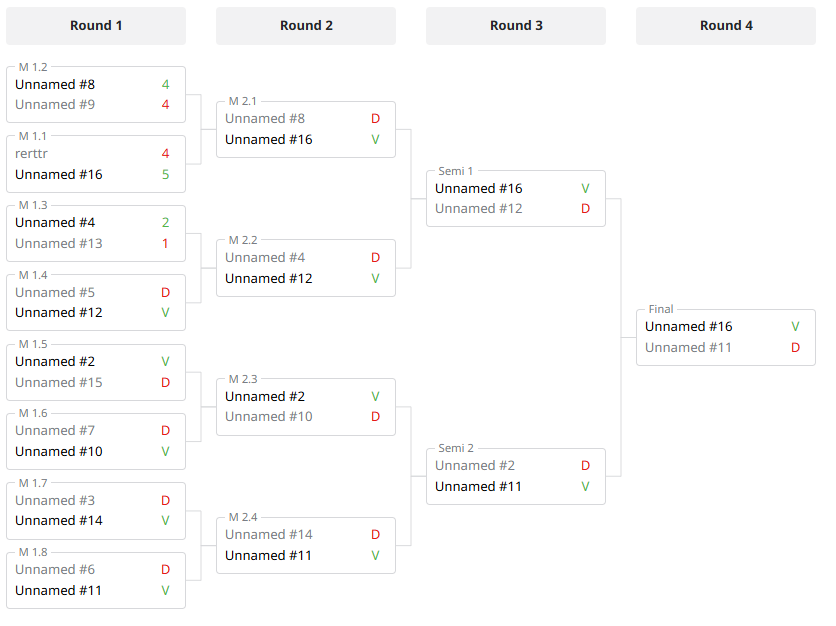 Round 1
Round 2
Round 3
Round 4
M 1.2
Unnamed #8 4
Unnamed #9 4
M 1.1
rerttr 4
Unnamed #16 5
M 1.3
Unnamed #4 2
Unnamed #13 1
M 1.4
Unnamed #5 D
Unnamed #12 V
M 1.5
Unnamed #2 V
Unnamed #15 D
M 1.6
Unnamed #7 D
Unnamed #10 V
M 1.7
Unnamed #3 D
Unnamed #14 V
M 1.8
Unnamed #6 D
Unnamed #11 V
M 2.1
Unnamed #8 D
Unnamed #16 V
M 2.2
Unnamed #4 D
Unnamed #12 V
M 2.3
Unnamed #2 V
Unnamed #10 D
M 2.4
Unnamed #14 D
Unnamed #11 V
Semi 1
Unnamed #16 V
Unnamed #12 D
Semi 2
Unnamed #2 D
Unnamed #11 V
Final
Unnamed #16 V
Unnamed #11 D